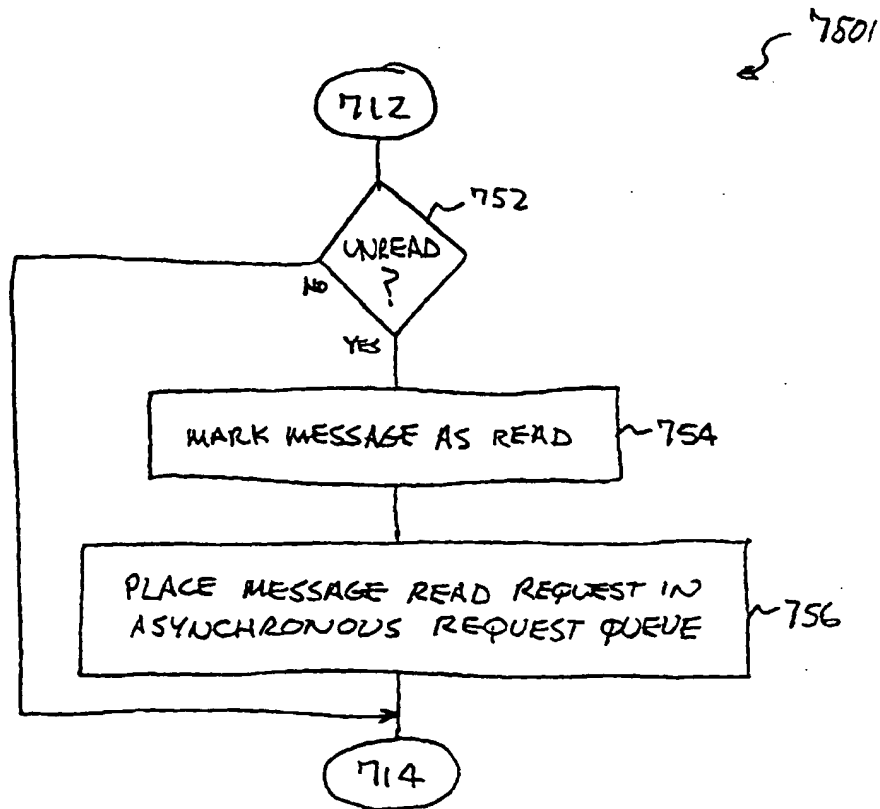 7501
712
752
UNREAD
?
NO
YES
MARK MESSAGE AS READ
754
PLACE MESSAGE READ REQUEST IN
ASYNCHRONOUS REQUEST QUEUE
756
714